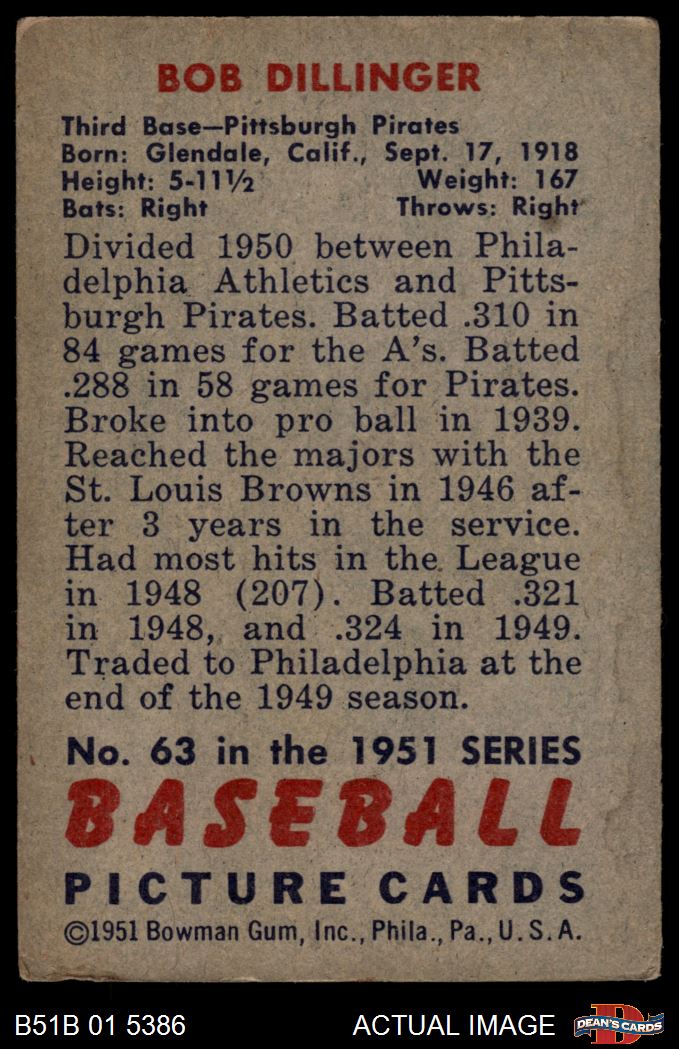 BOB DILLINGER
Third Base—Pittsburgh Pirates
Born: Glendale, Calif., Sept. 17, 1918
Height: 5-11½ Weight: 167
Bats: Right Throws: Right
Divided 1950 between Phila-
delphia Athletics and Pitts-
burgh Pirates. Batted .310 in
84 games for the A's. Batted
.288 in 58 games for Pirates.
Broke into pro ball in 1939.
Reached the majors with the
St. Louis Browns in 1946 af-
ter 3 years in the service.
Had most hits in the League
in 1948 (207). Batted .321
in 1948, and .324 in 1949.
Traded to Philadelphia at the
end of the 1949 season.
No. 63 in the 1951 SERIES
BASEBALL
PICTURE CARDS
©1951 Bowman Gum, Inc., Phila., Pa., U. S. A.
B51B 01 5386 ACTUAL IMAGE D DEAN'S CARDS